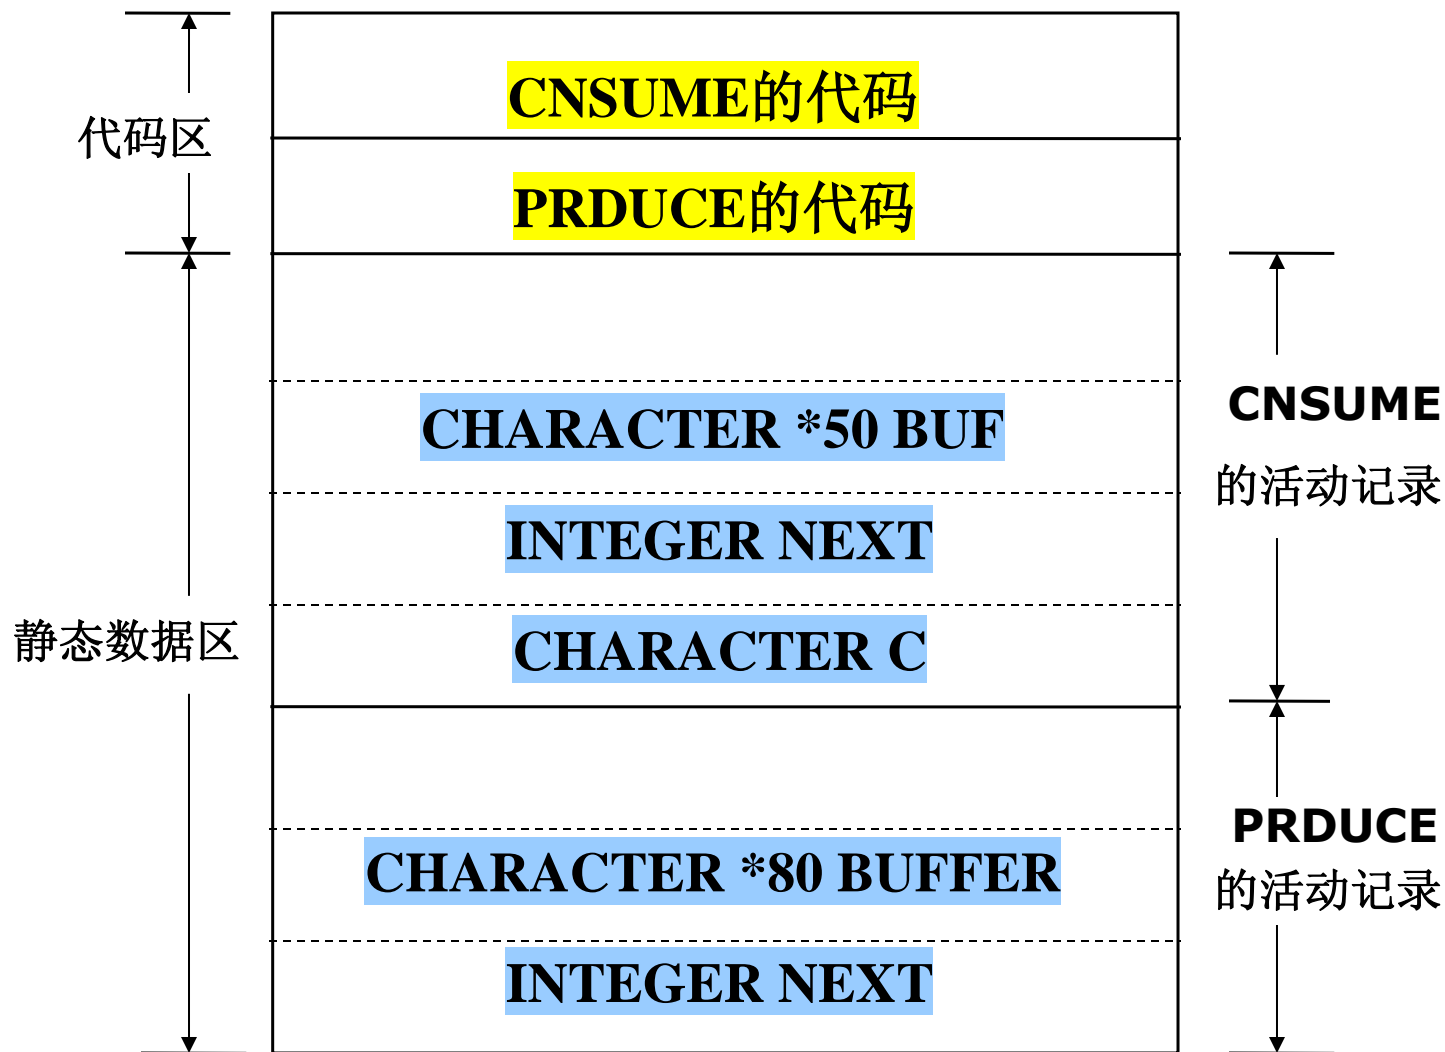 CNSUME的代码
代码区
PRDUCE的代码
CHARACTER *50 BUF
CNSUME
的活动记录
INTEGER NEXT
静态数据区
CHARACTER C
PRDUCE
的活动记录
CHARACTER *80 BUFFER
INTEGER NEXT